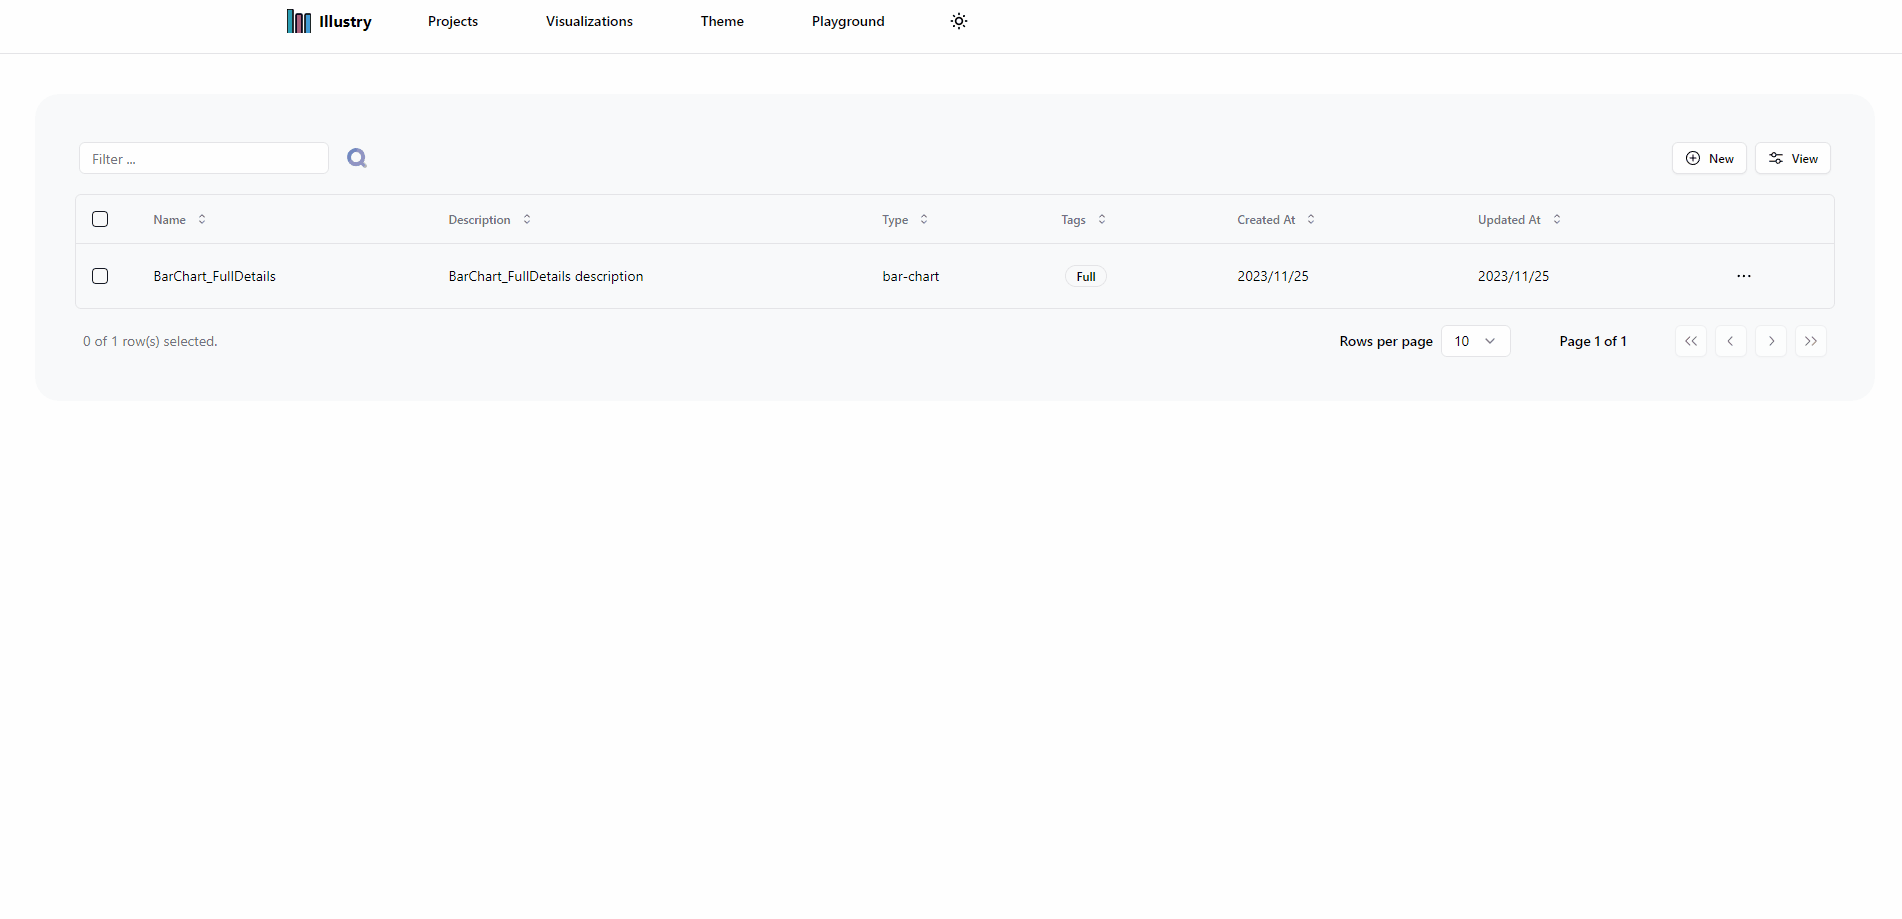 Illustry Projects Visualizations Theme Playground
Filter ... New View
Name Description Type Tags Created At Updated At
BarChart_FullDetails BarChart_FullDetails description bar-chart Full 2023/11/25 2023/11/25 ...
0 of 1 row(s) selected. Rows per page 10 Page 1 of 1